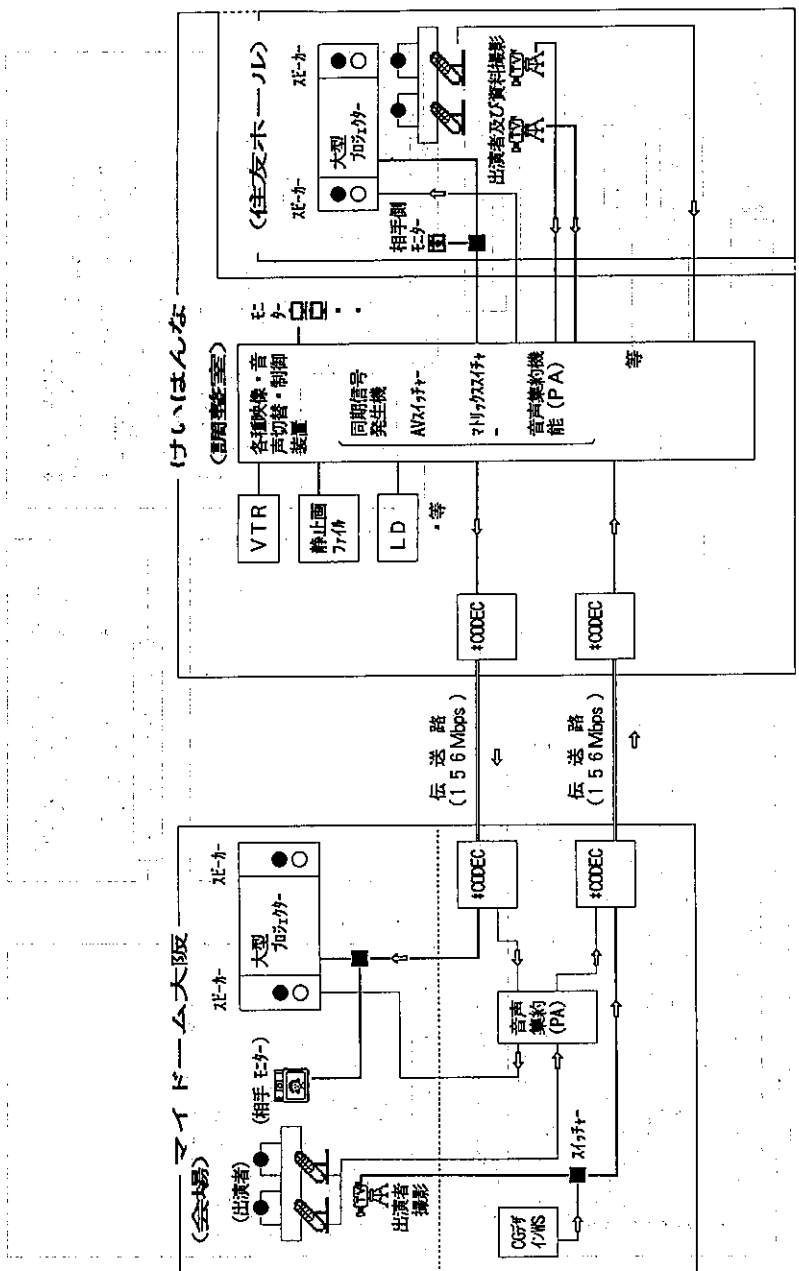 マイドーム大阪
(会場)
(出演者)
出演者
撮影
(相手 モニター)
スピーカー
大型
プロジェクター
スピーカー
CGデザ
インWS
スイッチャー
音声
集約
(PA)
*CODEC
*CODEC
伝 送 路
(156Mbps)
伝 送 路
(156Mbps)
けいはんな
(調整室)
*CODEC
*CODEC
VTR
静止画
ファイル
LD
・等
モニ
ター
・
・
各種映像・音
声切替・制御
装置
同期信号
発生機
AVスイッチャー
マトリックススイチャ
ー
音声集約機
能(PA)
等
(住友ホール)
スピーカー
大型
プロジェクター
スピーカー
相手側
モニター
出演者及び資料撮影